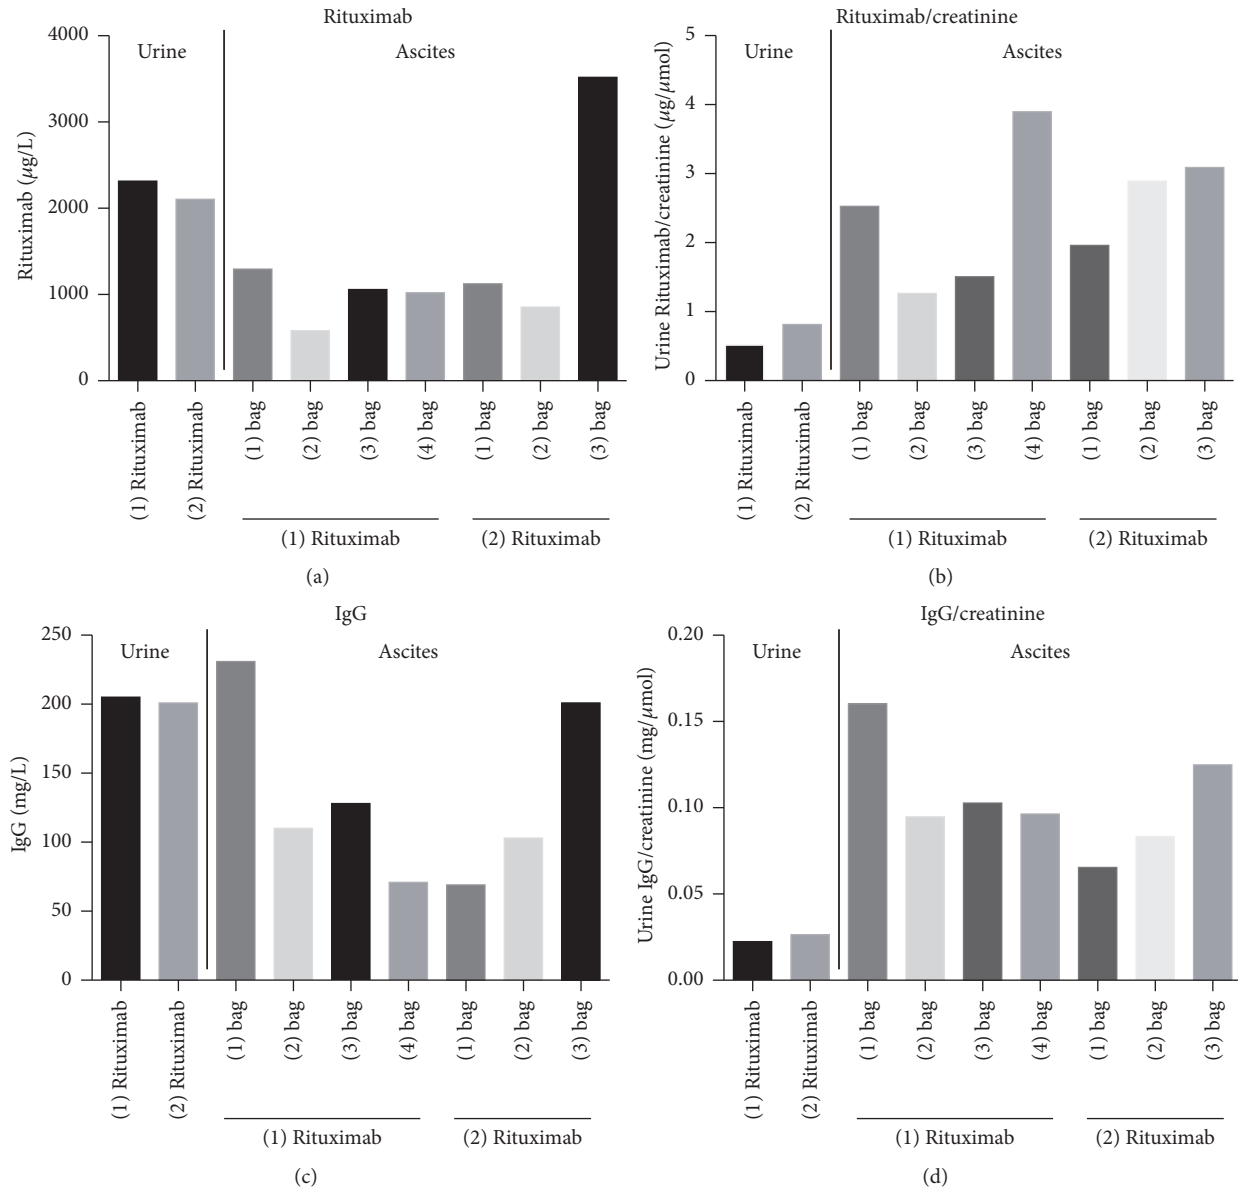 Rituximab
Urine
Ascites
Rituximab (μg/L)
4000
3000
2000
1000
0
(1) Rituximab
(2) Rituximab
(1) bag
(2) bag
(3) bag
(4) bag
(1) bag
(2) bag
(3) bag
(1) Rituximab
(2) Rituximab
(a)
Rituximab/creatinine
Urine
Ascites
Urine Rituximab/creatinine (μg/μmol)
5
4
3
2
1
0
(1) Rituximab
(2) Rituximab
(1) bag
(2) bag
(3) bag
(4) bag
(1) bag
(2) bag
(3) bag
(1) Rituximab
(2) Rituximab
(b)
IgG
Urine
Ascites
IgG (mg/L)
250
200
150
100
50
0
(1) Rituximab
(2) Rituximab
(1) bag
(2) bag
(3) bag
(4) bag
(1) bag
(2) bag
(3) bag
(1) Rituximab
(2) Rituximab
(c)
IgG/creatinine
Urine
Ascites
Urine IgG/creatinine (mg/μmol)
0.20
0.15
0.10
0.05
0.00
(1) Rituximab
(2) Rituximab
(1) bag
(2) bag
(3) bag
(4) bag
(1) bag
(2) bag
(3) bag
(1) Rituximab
(2) Rituximab
(d)